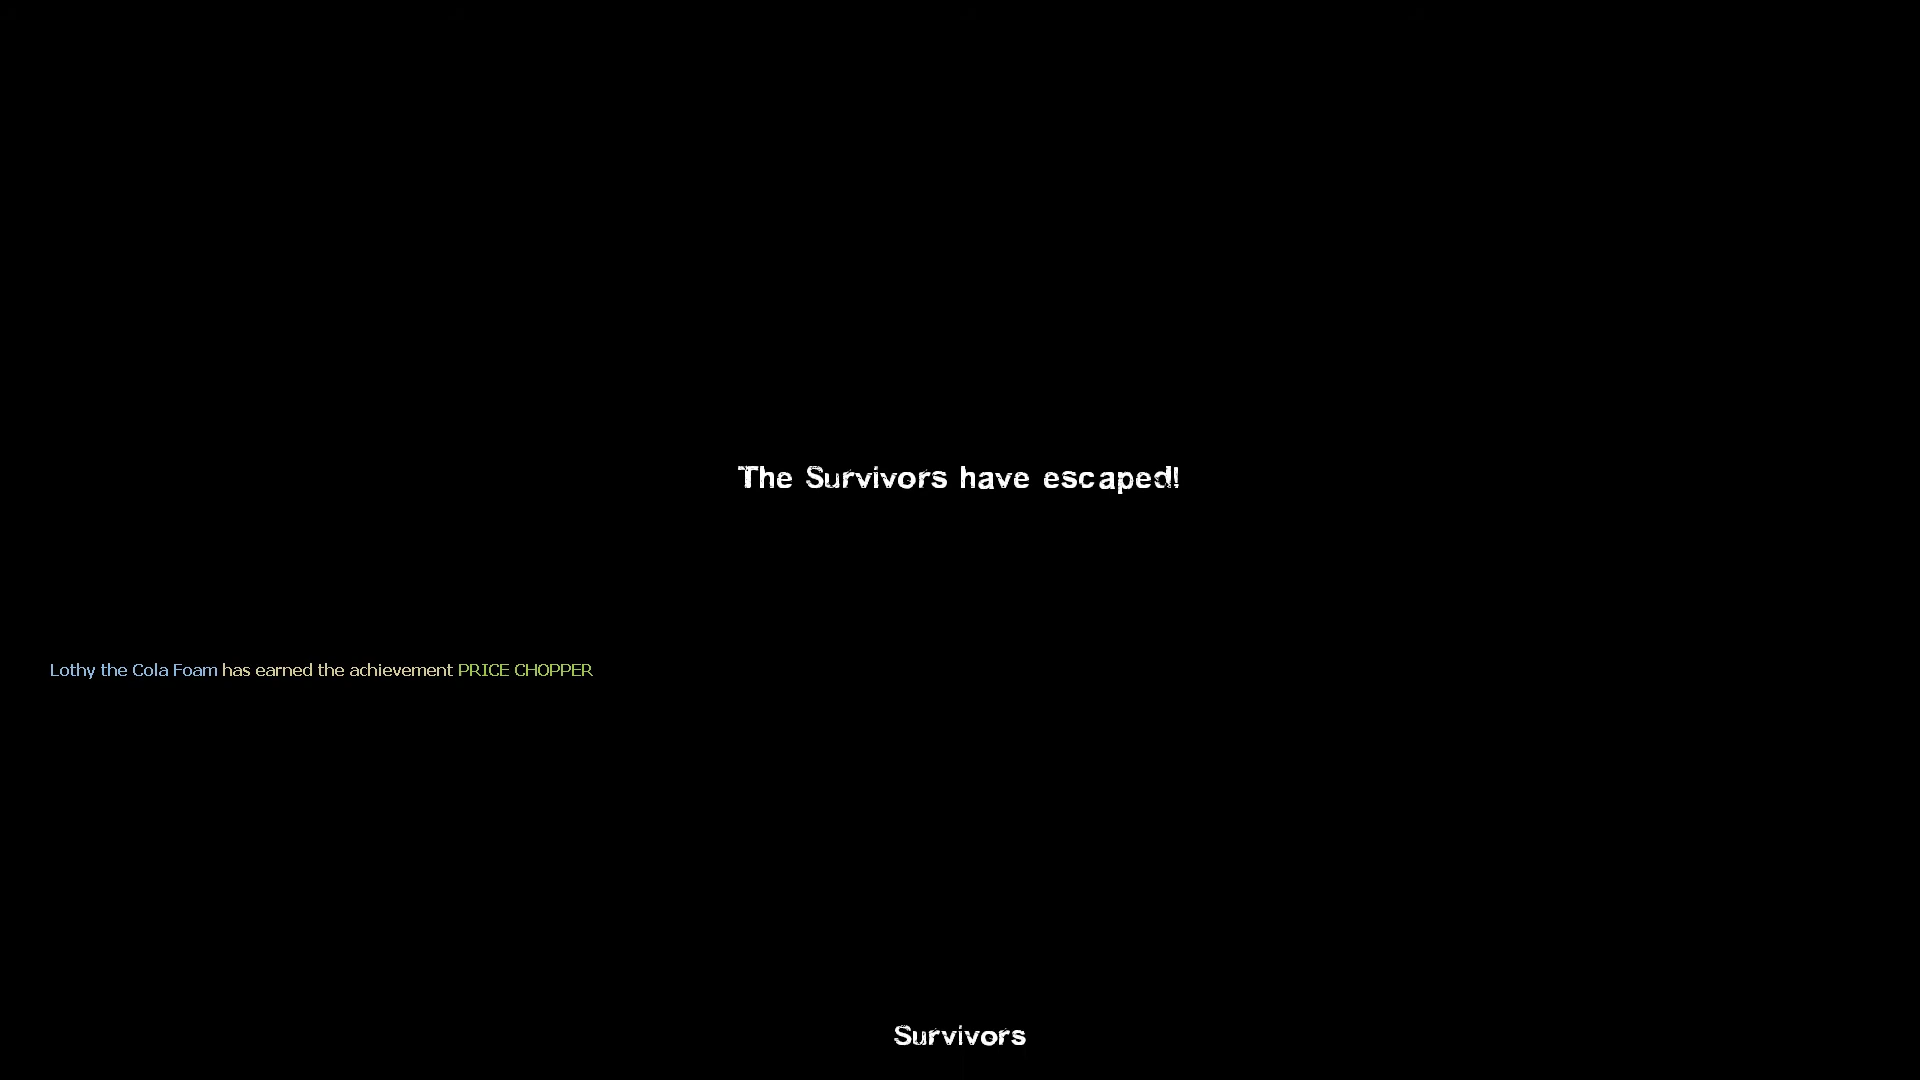 The Survivors have escaped!
Lothy the Cola Foam has earned the achievement PRICE CHOPPER
Survivors